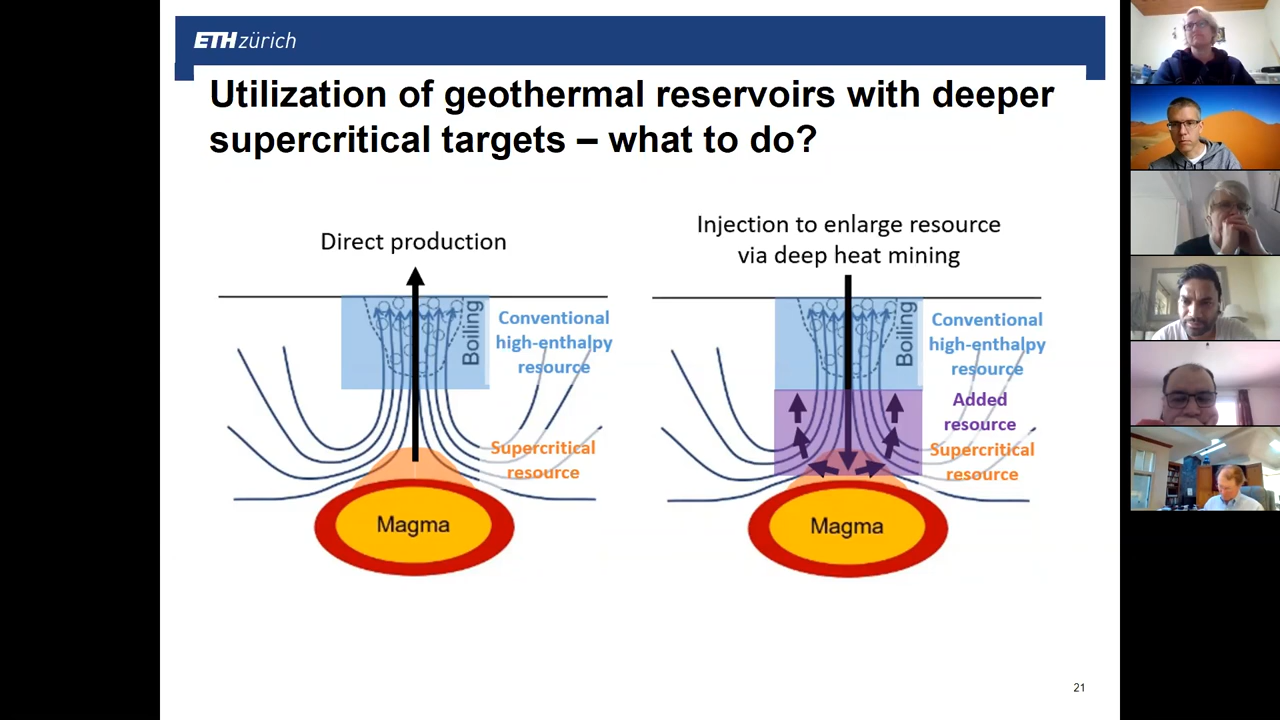 ETH zürich
Utilization of geothermal reservoirs with deeper
supercritical targets – what to do?
Direct production
Boiling
Conventional
high-enthalpy
resource
Supercritical
resource
Magma
Injection to enlarge resource
via deep heat mining
Boiling
Conventional
high-enthalpy
resource
Added
resource
Supercritical
resource
Magma
21